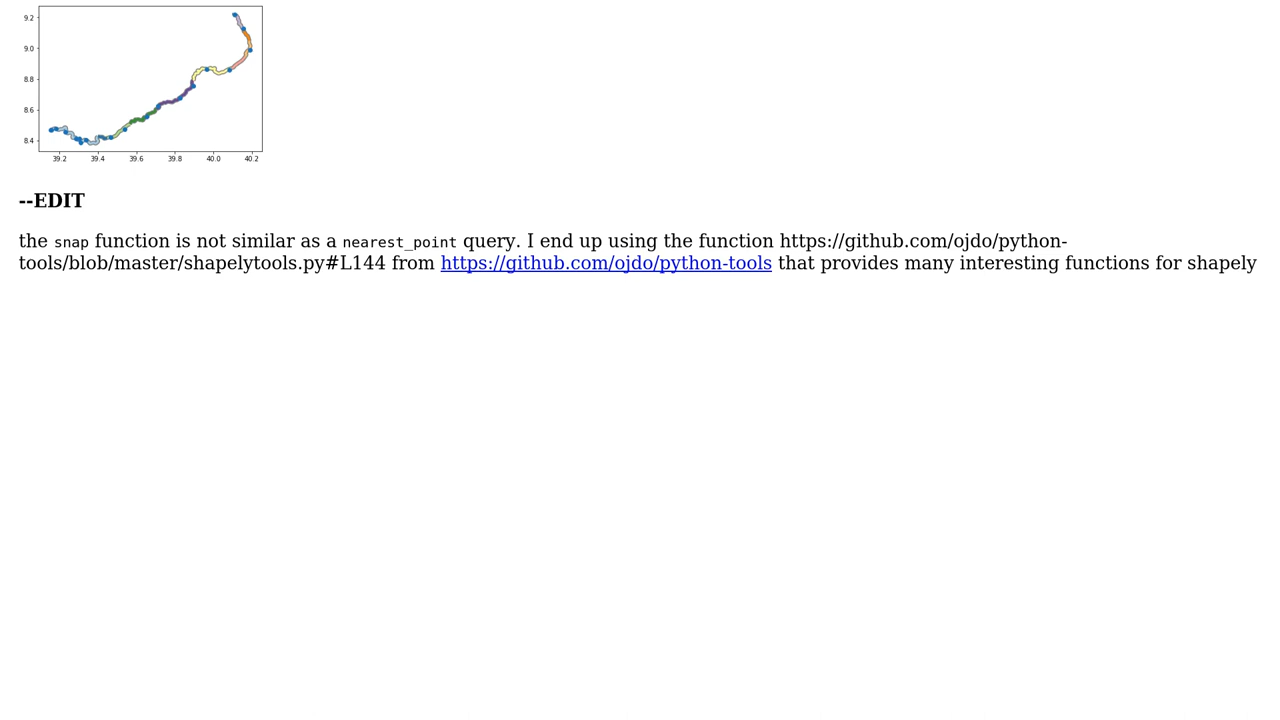 9.2
9.0
8.8
8.6
8.4
39.2 39.4 39.6 39.8 40.0 40.2
--EDIT
the snap function is not similar as a nearest_point query. I end up using the function https://github.com/ojdo/python-
tools/blob/master/shapelytools.py#L144 from https://github.com/ojdo/python-tools that provides many interesting functions for shapely